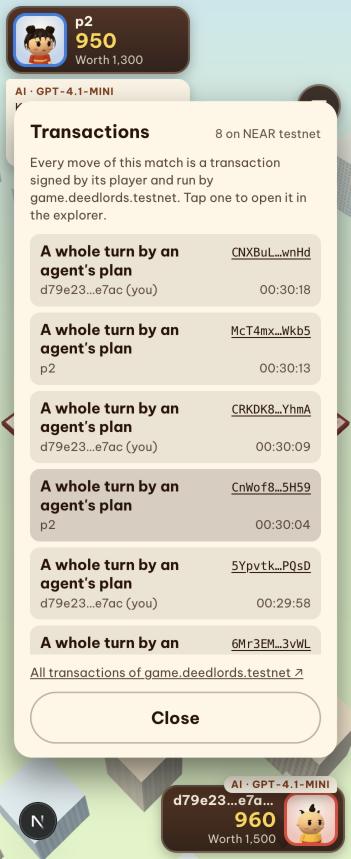 p2
950
Worth 1,300
AI · GPT-4.1-MINI
Transactions
8 on NEAR testnet
Every move of this match is a transaction
signed by its player and run by
game.deedlords.testnet. Tap one to open it in
the explorer.
A whole turn by an
agent's plan
CNXBuL…wnHd
d79e23…e7ac (you)
00:30:18
A whole turn by an
agent's plan
McT4mx…Wkb5
p2
00:30:13
A whole turn by an
agent's plan
CRKDK8…YhmA
d79e23…e7ac (you)
00:30:09
A whole turn by an
agent's plan
CnWof8…5H59
p2
00:30:04
A whole turn by an
agent's plan
5Ypvtk…PQsD
d79e23…e7ac (you)
00:29:58
A whole turn by an
6Mr3EM…3vWL
All transactions of game.deedlords.testnet ↗
Close
AI · GPT-4.1-MINI
d79e23…e7a…
960
Worth 1,500
N